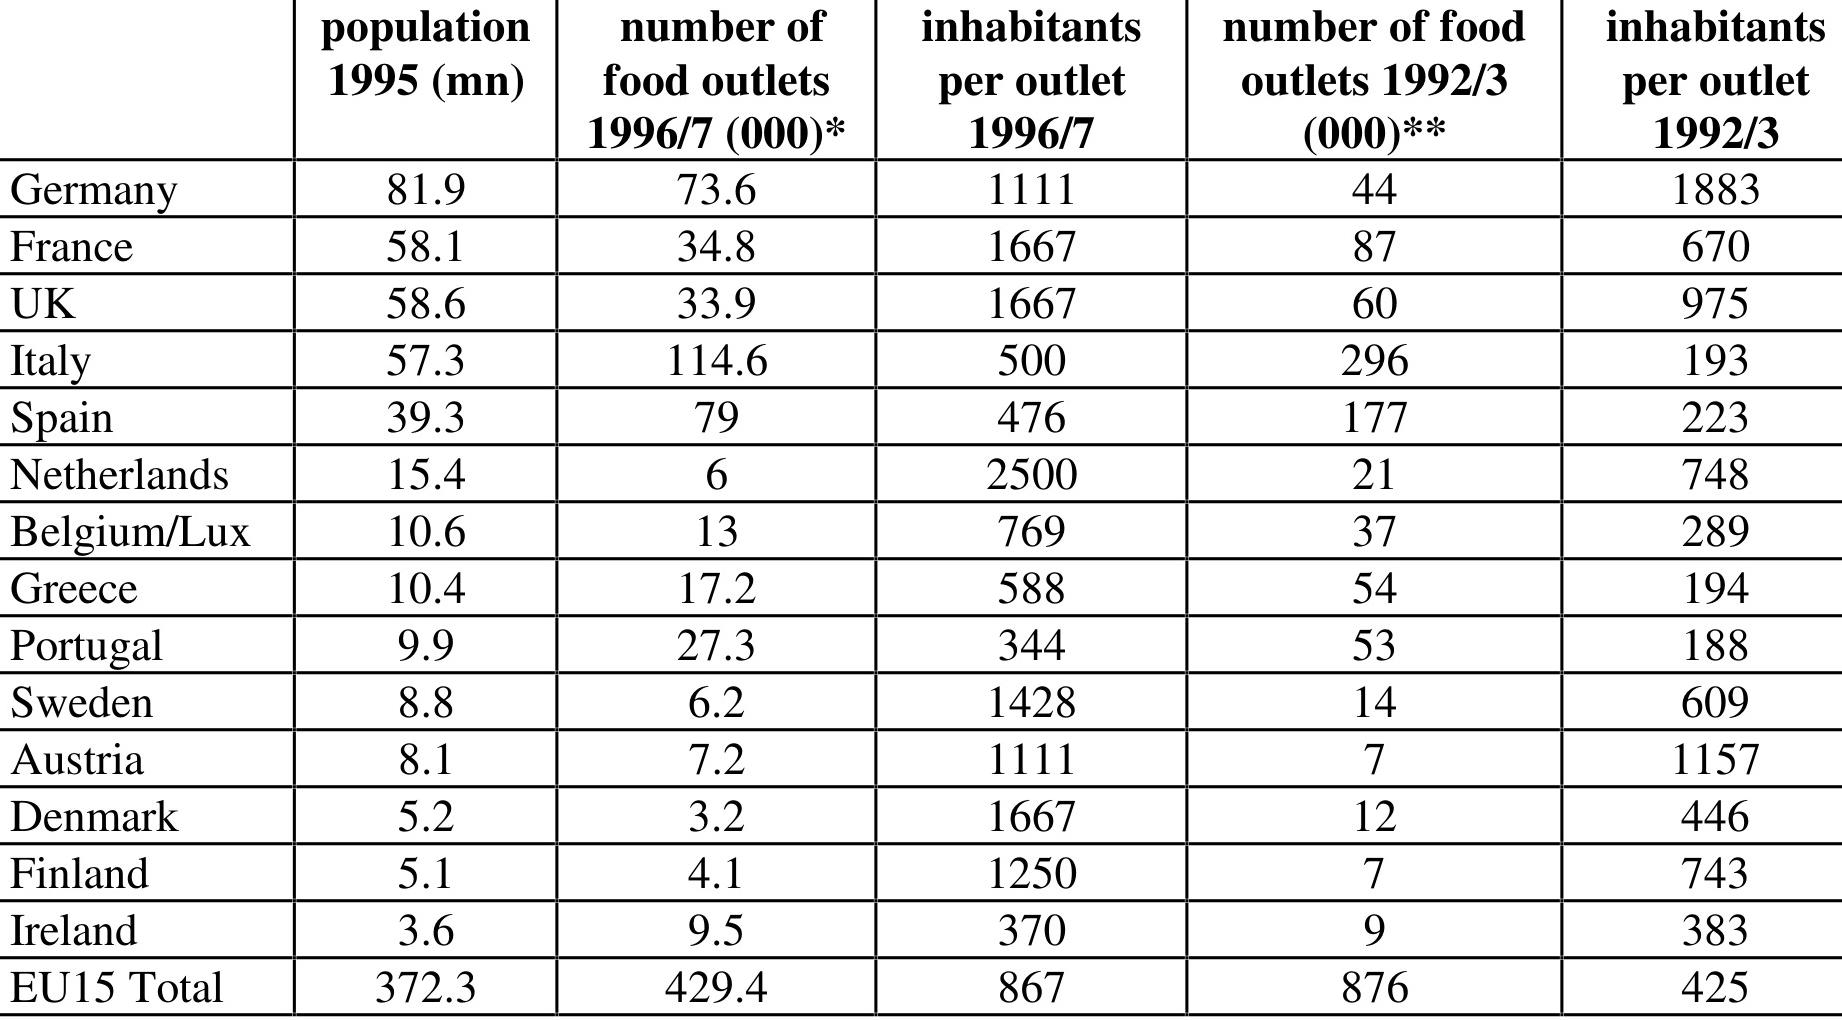 population number of inhabitants number of food inhabitants
1995 (mn) food outlets per outlet outlets 1992/3 per outlet
1996/7 (000)* 1996/7 (000)** 1992/3
Germany 81.9 73.6 1111 44 1883
France 58.1 34.8 1667 87 670
UK 58.6 33.9 1667 60 975
Italy 57.3 114.6 500 296 193
Spain 39.3 79 476 177 223
Netherlands 15.4 6 2500 21 748
Belgium/Lux 10.6 13 769 37 289
Greece 10.4 17.2 588 54 194
Portugal 9.9 27.3 344 53 188
Sweden 8.8 6.2 1428 14 609
Austria 8.1 7.2 1111 7 1157
Denmark 5.2 3.2 1667 12 446
Finland 5.1 4.1 1250 7 743
Ireland 3.6 9.5 370 9 383
EU15 Total 372.3 429.4 867 876 425